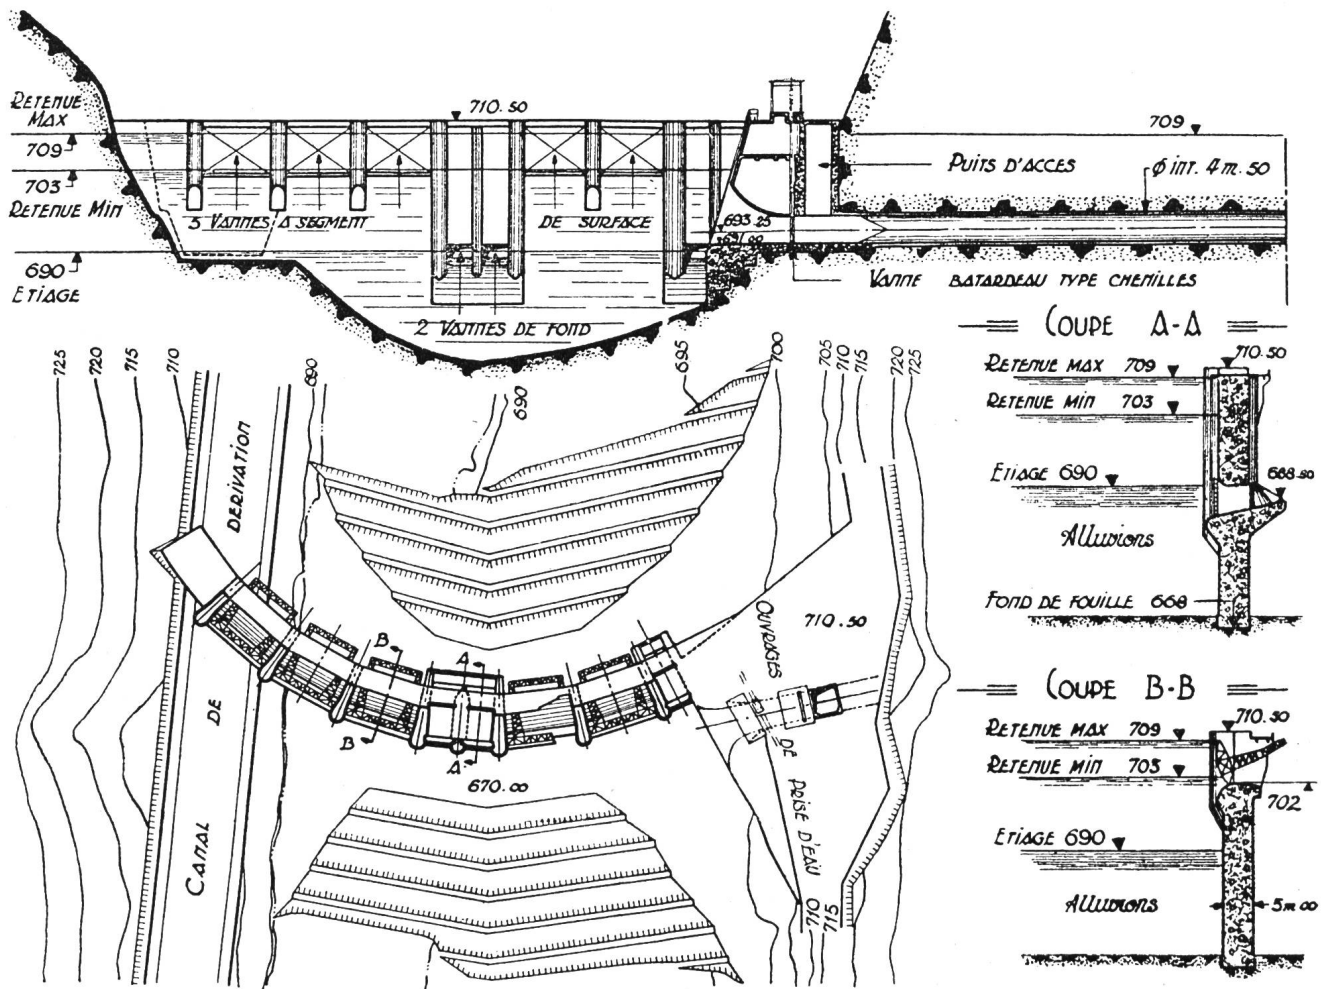 RETENUE
MAX
709
703
RETENUE MIN
690
ETIAGE
710.50
5 VANNES A SEGMENT
DE SURFACE
2 VANNES DE FOND
693.25
709
PUITS D'ACCES
Ø int. 4 m. 50
VANNE BATARDEAU TYPE CHENILLES
725
720
715
710
690
690
695
700
705
710
715
720
725
CANAL DE DERIVATION
B
B
A
A
670.00
710.50
OUVRAGES DE PRISE D'EAU
710
715
COUPE A-A
710.50
RETENUE MAX 709
RETENUE MIN 703
ETIAGE 690
688.50
Alluvions
FOND DE FOUILLE 668
COUPE B-B
710.50
RETENUE MAX 709
RETENUE MIN 703
702
ETIAGE 690
Alluvions
5 m 00